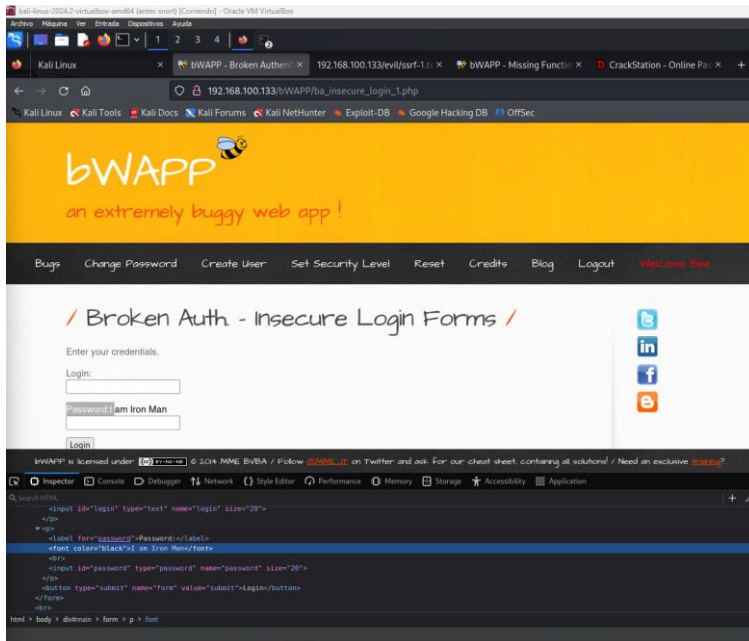 kali-linux-2024.2-virtualbox-amd64 (antes snort) [Corriendo] - Oracle VM VirtualBox
Archivo Máquina Ver Entrada Dispositivos Ayuda
1 2 3 4
Kali Linux bWAPP - Broken Authenti 192.168.100.133/evil/ssrf-1.t bWAPP - Missing Functio CrackStation - Online Pas
192.168.100.133/bWAPP/ba_insecure_login_1.php
Kali Linux Kali Tools Kali Docs Kali Forums Kali NetHunter Exploit-DB Google Hacking DB OffSec
bWAPP
an extremely buggy web app !
Bugs Change Password Create User Set Security Level Reset Credits Blog Logout Welcome Bee
/ Broken Auth. - Insecure Login Forms /
Enter your credentials.
Login:
Password:I am Iron Man
Login
bWAPP is licensed under BY-NC-ND © 2014 MME BVBA / Follow @MME_IT on Twitter and ask for our cheat sheet, containing all solutions! / Need an exclusive training?
Inspector Console Debugger Network {} Style Editor Performance Memory Storage Accessibility Application
Search HTML
<input id="login" type="text" name="login" size="20">
</p>
<p>
<label for="password">Password:</label>
<font color="black">I am Iron Man</font>
<br>
<input id="password" type="password" name="password" size="20">
</p>
<button type="submit" name="form" value="submit">Login</button>
</form>
<br>
html > body > div#main > form > p > font